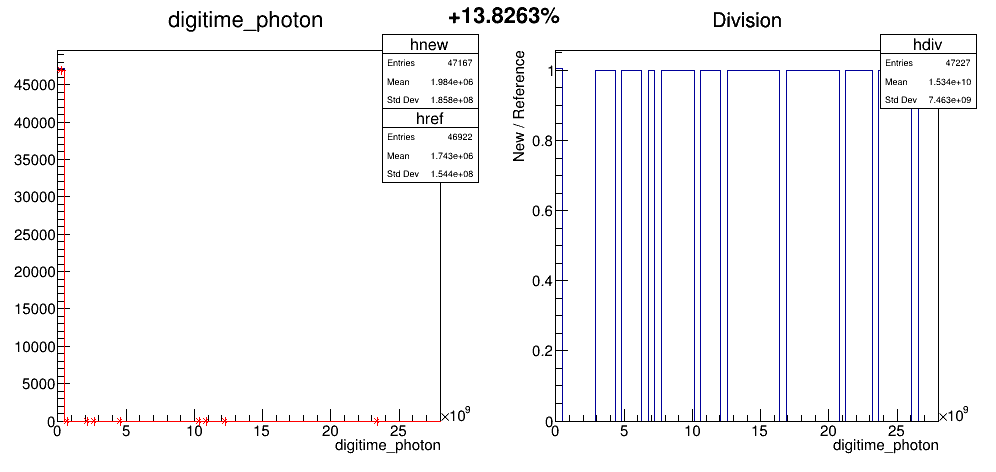 digitime_photon
+13.8263%
Division
hnew
Entries 47167
Mean 1.984e+06
Std Dev 1.858e+08
href
Entries 46922
Mean 1.743e+06
Std Dev 1.544e+08
45000
40000
35000
30000
25000
20000
15000
10000
5000
0
0 5 10 15 20 25
×10⁹
digitime_photon
hdiv
Entries 47227
Mean 1.534e+10
Std Dev 7.463e+09
New / Reference
1
0.8
0.6
0.4
0.2
0
0 5 10 15 20 25
×10⁹
digitime_photon